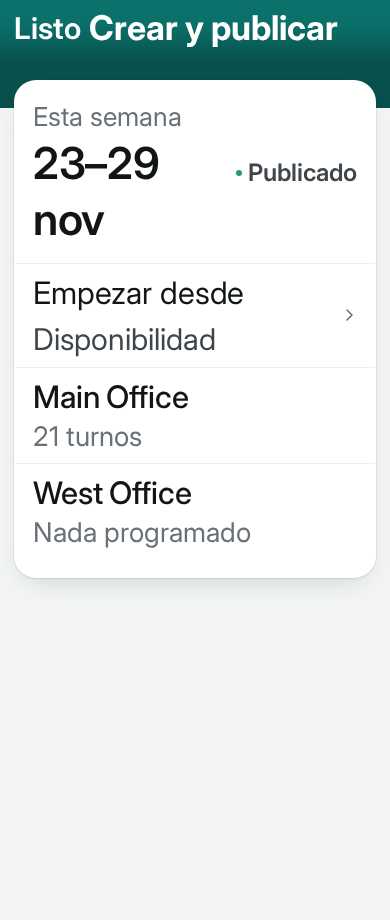 Listo Crear y publicar
Esta semana
23–29
nov
• Publicado
Empezar desde
Disponibilidad
Main Office
21 turnos
West Office
Nada programado